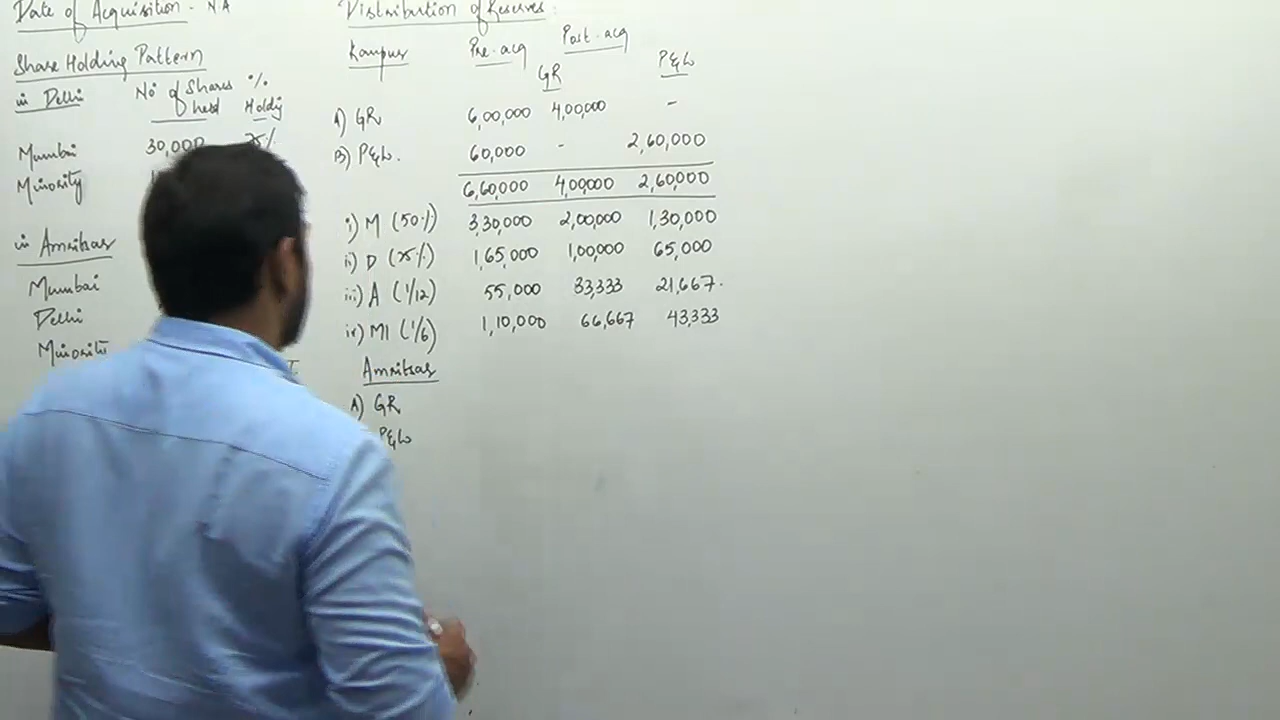 Date of Acquisition - N.A
Share Holding Pattern
in Delhi No of Shares held % Holdg
Mumbai 30,000 75%
Minority
in Amritsar
Mumbai
Delhi
Minority
Distribution of Reserves:
Kanpur Pre-acq Post-acq
GR P&L
A) GR 6,00,000 4,00,000 -
B) P&L. 60,000 - 2,60,000
6,60,000 4,00,000 2,60,000
i) M (50%) 3,30,000 2,00,000 1,30,000
ii) D (25%) 1,65,000 1,00,000 65,000
iii) A (1/12) 55,000 33,333 21,667.
iv) MI (1/6) 1,10,000 66,667 43,333
Amritsar
A) GR
P&L